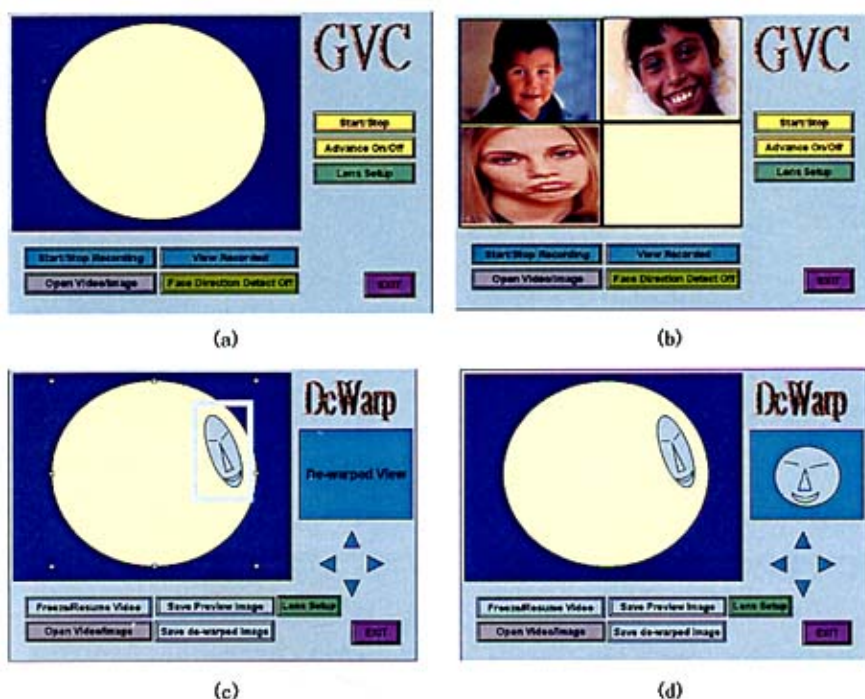 GVC
Start/Stop
Advance On/Off
Lens Setup
Start/Stop Recording
View Recorded
Open Video/Image
Face Direction Detect Off
EXIT
(a)
GVC
Start/Stop
Advance On/Off
Lens Setup
Start/Stop Recording
View Recorded
Open Video/Image
Face Direction Detect Off
EXIT
(b)
DeWarp
De-warped View
Freeze/Resume Video
Save Preview Image
Lens Setup
Open Video/Image
Save de-warped Image
EXIT
(c)
DeWarp
Freeze/Resume Video
Save Preview Image
Lens Setup
Open Video/Image
Save de-warped Image
EXIT
(d)